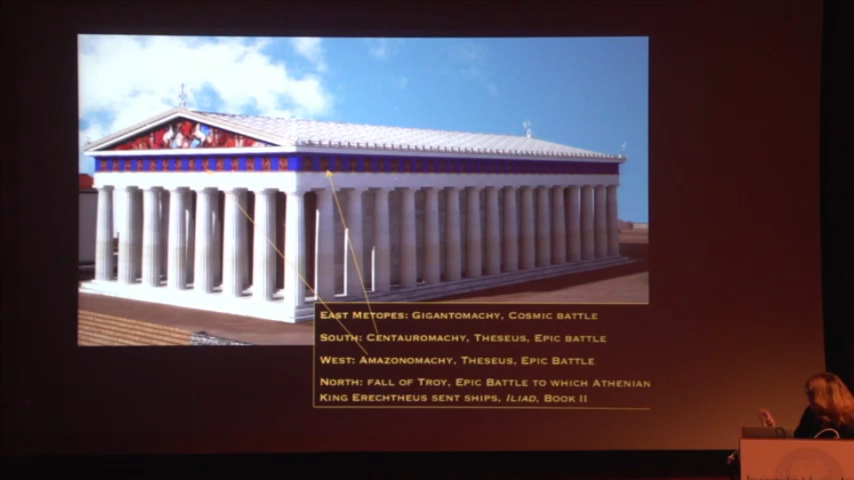 East Metopes: Gigantomachy, Cosmic battle
South: Centauromachy, Theseus, Epic battle
West: Amazonomachy, Theseus, Epic Battle
North: fall of Troy, Epic Battle to which Athenian
King Erechtheus sent ships, Iliad, Book II